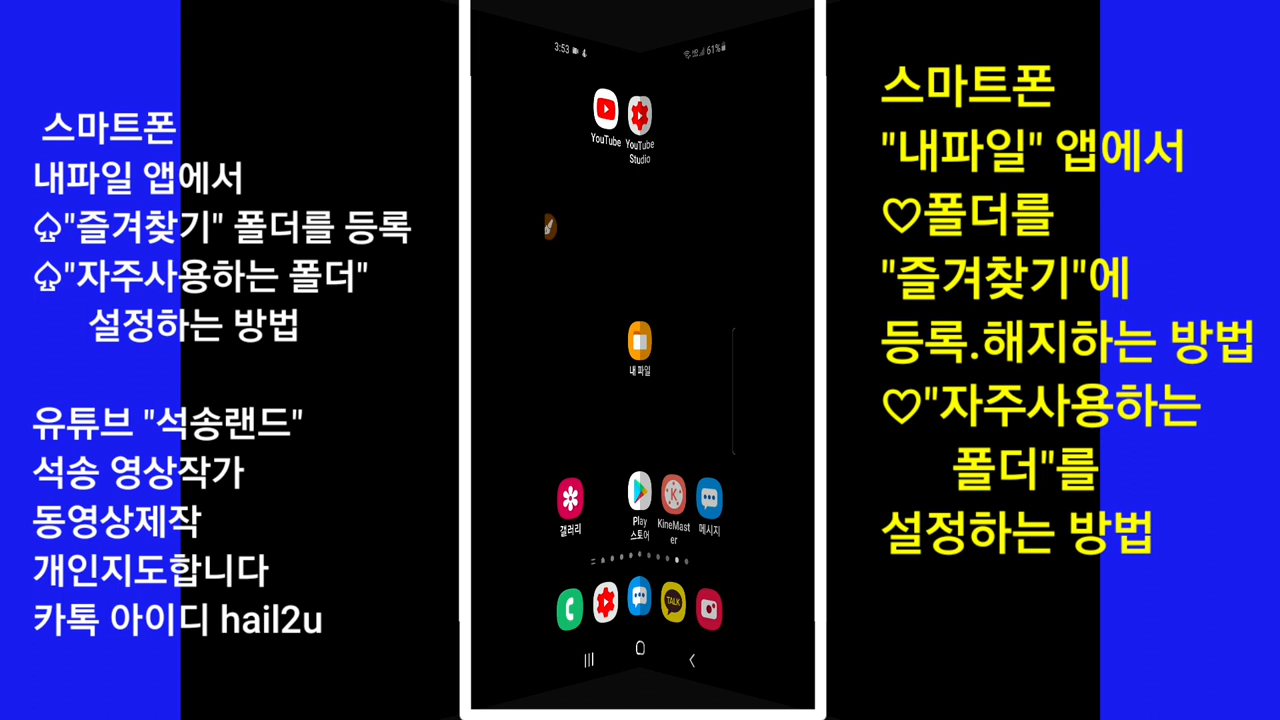 스마트폰
내파일 앱에서
♤"즐겨찾기" 폴더를 등록
♤"자주사용하는 폴더"
설정하는 방법
유튜브 "석송랜드"
석송 영상작가
동영상제작
개인지도합니다
카톡 아이디 hail2u
3:53
61%
YouTube
YouTube
Studio
내 파일
갤러리
Play
스토어
KineMast
er
메시지
TALK
스마트폰
"내파일" 앱에서
♡폴더를
"즐겨찾기"에
등록.해지하는 방법
♡"자주사용하는
폴더"를
설정하는 방법